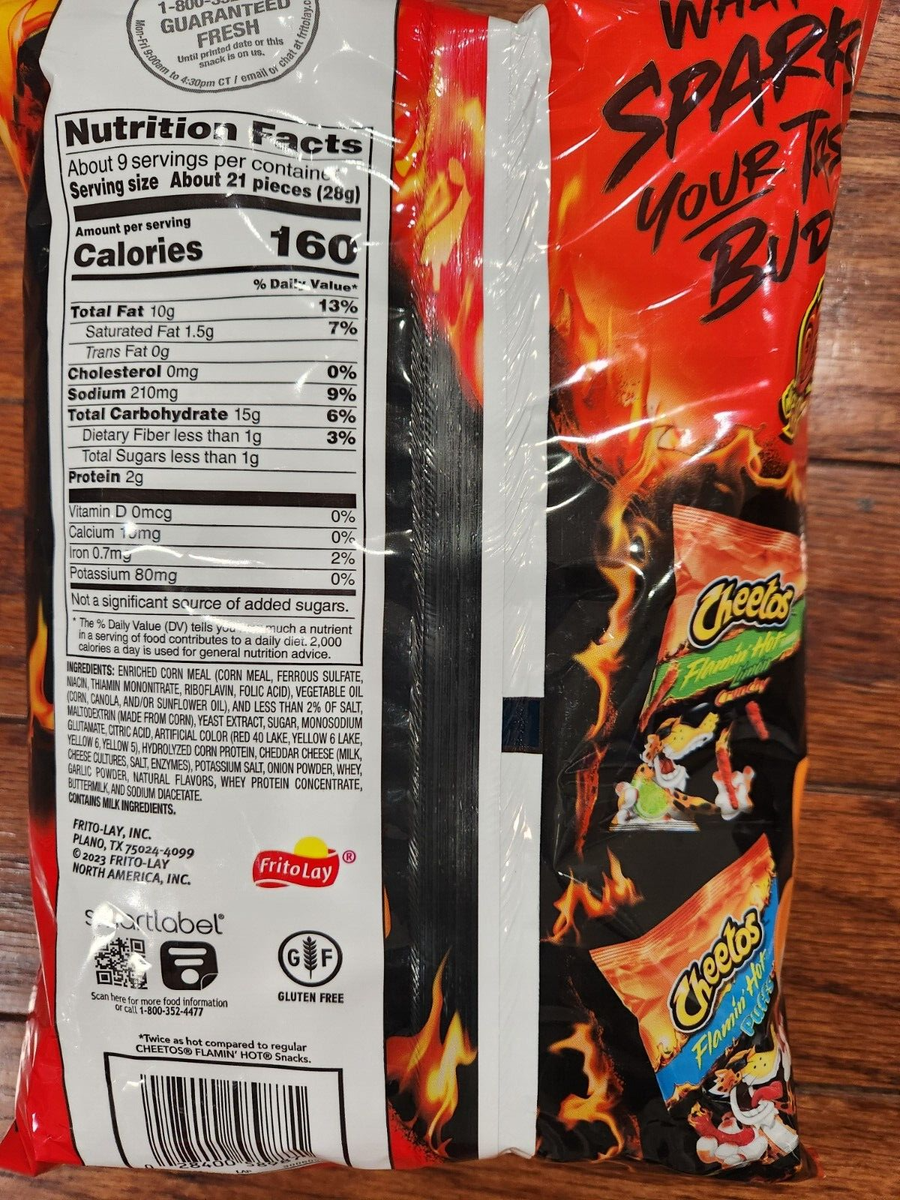 GUARANTEED
FRESH
Until printed date or this
snack is on us.
Mon-Fri 9:00am to 4:30pm CT / email or chat at fritolay.c
Nutrition Facts
About 9 servings per container
Serving size About 21 pieces (28g)
Amount per serving
Calories 160
% Daily Value*
Total Fat 10g 13%
Saturated Fat 1.5g 7%
Trans Fat 0g
Cholesterol 0mg 0%
Sodium 210mg 9%
Total Carbohydrate 15g 6%
Dietary Fiber less than 1g 3%
Total Sugars less than 1g
Protein 2g
Vitamin D 0mcg 0%
Calcium 10mg 0%
Iron 0.7mg 2%
Potassium 80mg 0%
Not a significant source of added sugars.
* The % Daily Value (DV) tells you how much a nutrient
in a serving of food contributes to a daily diet. 2,000
calories a day is used for general nutrition advice.
INGREDIENTS: ENRICHED CORN MEAL (CORN MEAL, FERROUS SULFATE,
NIACIN, THIAMIN MONONITRATE, RIBOFLAVIN, FOLIC ACID), VEGETABLE OIL
(CORN, CANOLA, AND/OR SUNFLOWER OIL), AND LESS THAN 2% OF SALT,
MALTODEXTRIN (MADE FROM CORN), YEAST EXTRACT, SUGAR, MONOSODIUM
GLUTAMATE, CITRIC ACID, ARTIFICIAL COLOR (RED 40 LAKE, YELLOW 6 LAKE,
YELLOW 6, YELLOW 5), HYDROLYZED CORN PROTEIN, CHEDDAR CHEESE (MILK,
CHEESE CULTURES, SALT, ENZYMES), POTASSIUM SALT, ONION POWDER, WHEY,
GARLIC POWDER, NATURAL FLAVORS, WHEY PROTEIN CONCENTRATE,
BUTTERMILK, AND SODIUM DIACETATE.
CONTAINS MILK INGREDIENTS.
FRITO-LAY, INC.
PLANO, TX 75024-4099
© 2023 FRITO-LAY
NORTH AMERICA, INC.
FritoLay®
Smartlabel®
Scan here for more food information
or call 1-800-352-4477
G F
GLUTEN FREE
*Twice as hot compared to regular
CHEETOS® FLAMIN' HOT® Snacks.
0 28400
WHAT
SPARKS
YOUR TAS
BUD
Cheetos
Flamin' Hot
Limón
Crunchy
Cheetos
Flamin' Hot
Puffs